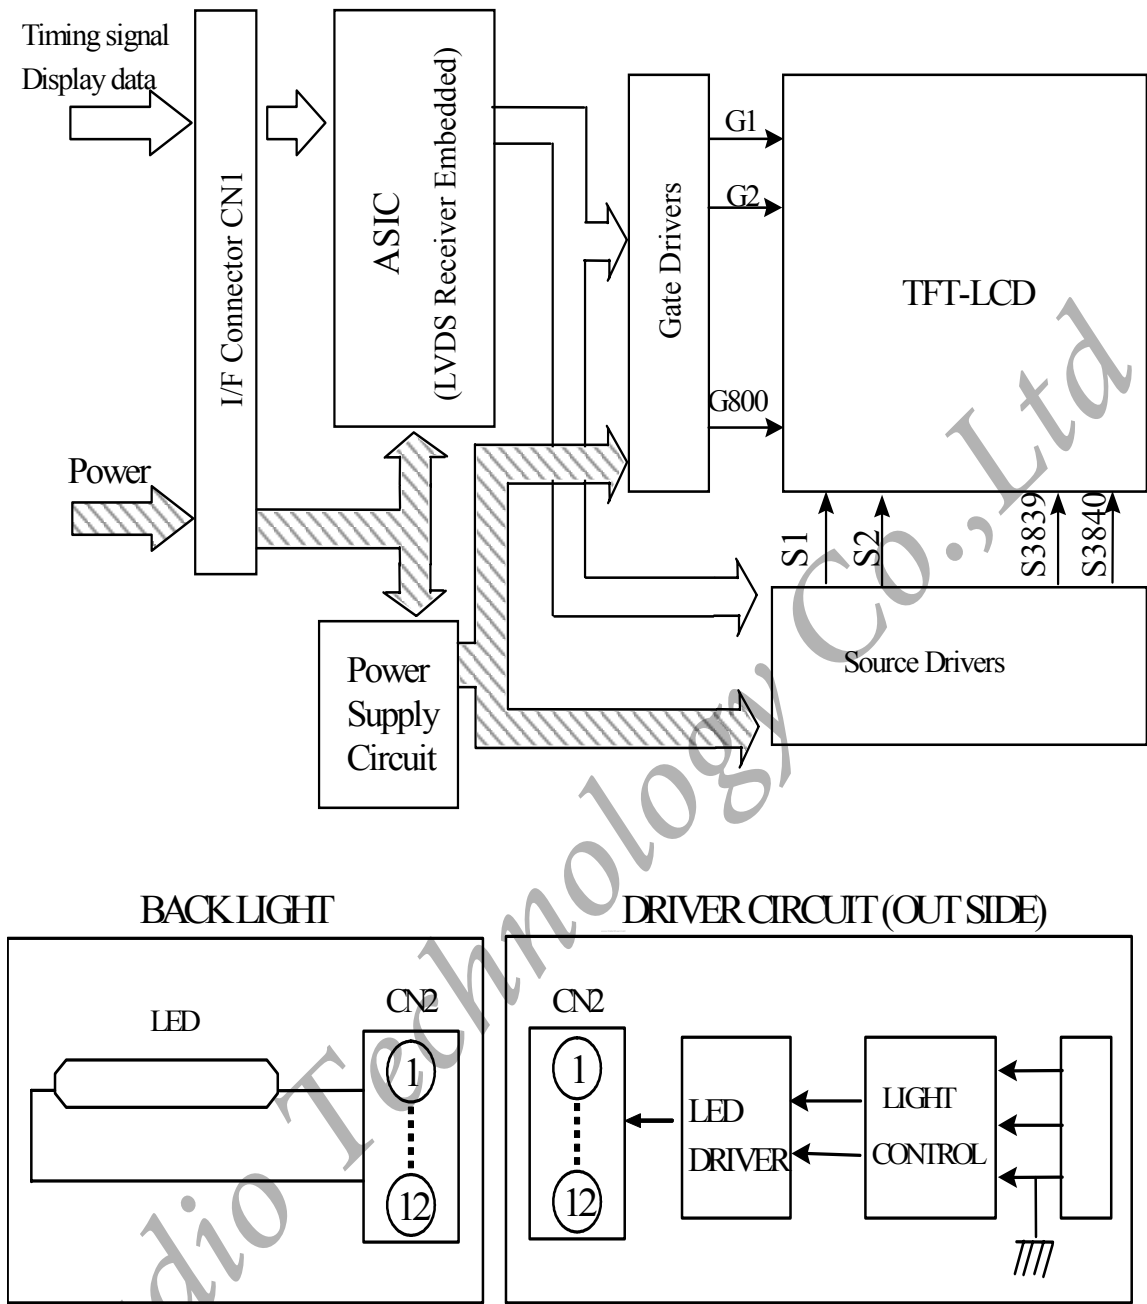 Timing signal
Display data
I/F Connector CN1
ASIC
(LVDS Receiver Embedded)
Gate Drivers
G1
G2
G800
TFT-LCD
Power
S1
S2
S3839
S3840
Source Drivers
Power
Supply
Circuit
BACK LIGHT
LED
CN2
1
12
DRIVER CIRCUIT (OUT SIDE)
CN2
1
12
LED
DRIVER
LIGHT
CONTROL
Technology Co.,Ltd